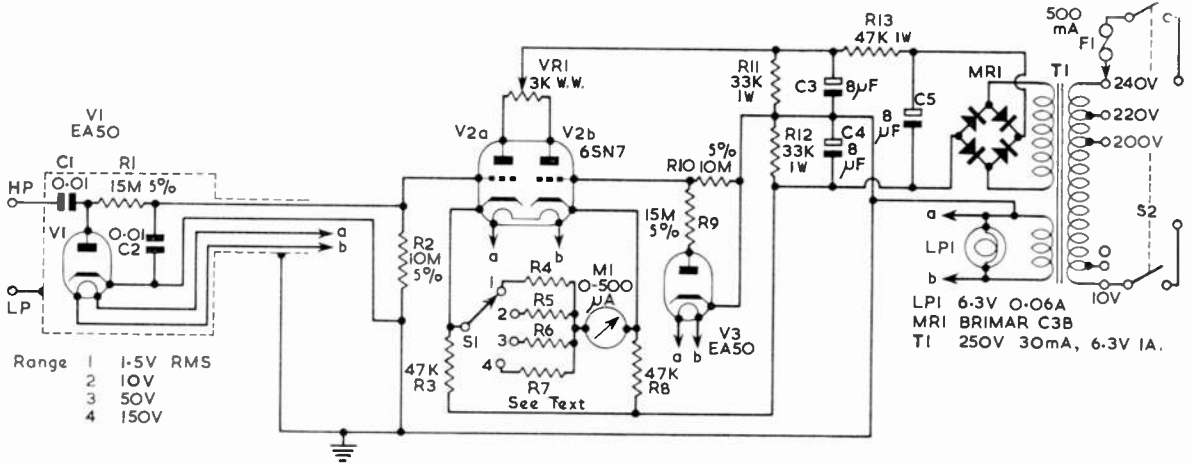 V1
EA50
C1
0·01
R1
15M 5%
HP
V1
0·01
C2
a
b
LP
Range 1 1·5V RMS
2 10V
3 50V
4 150V
R2
10M
5%
VR1
3K W.W.
V2a
V2b
6SN7
a
b
1
2
3
4
S1
R4
R5
R6
R7
See Text
M1
0-500
μA
47K
R3
47K
R8
R10
5%
10M
15M
5%
R9
V3
EA50
a b
R11
33K
1W
R12
33K
1W
C3
8μF
C4
8
μF
R13
47K 1W
C5
8
μF
MR1
T1
500
mA
F1
240V
220V
200V
O
10V
S2
a
b
LP1
LP1 6·3V 0·06A
MR1 BRIMAR C3B
T1 250V 30mA, 6·3V 1A.